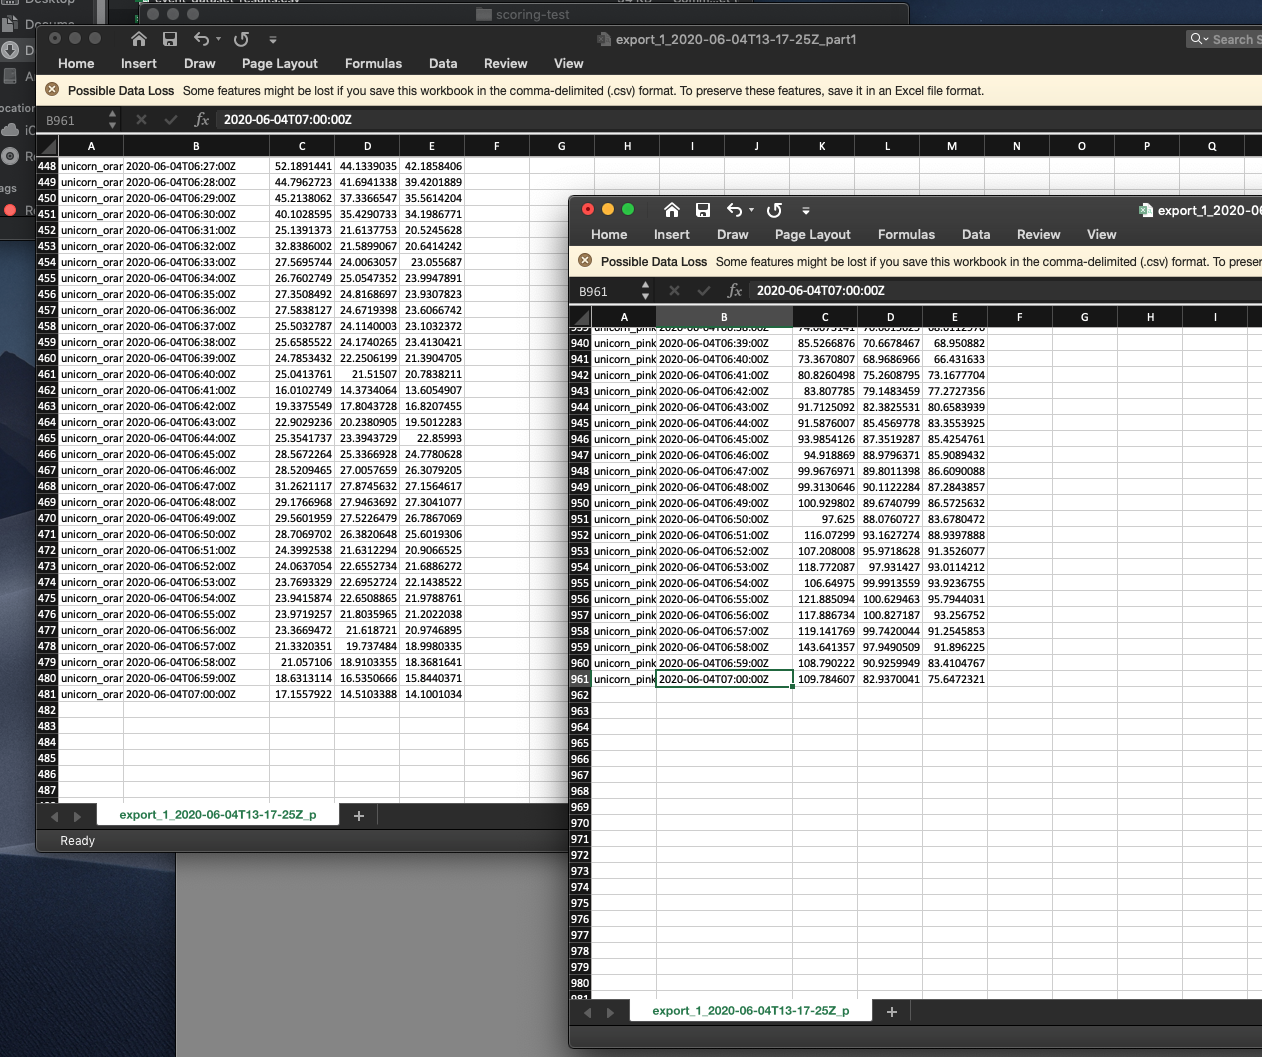 Desktop
event_dataset_results.csv
scoring-test
export_1_2020-06-04T13-17-25Z_part1
Search S
Home Insert Draw Page Layout Formulas Data Review View
Possible Data Loss Some features might be lost if you save this workbook in the comma-delimited (.csv) format. To preserve these features, save it in an Excel file format.
B961 fx 2020-06-04T07:00:00Z
A B C D E F G H I J K L M N O P Q
448 unicorn_orar 2020-06-04T06:27:00Z 52.1891441 44.1339035 42.1858406
449 unicorn_orar 2020-06-04T06:28:00Z 44.7962723 41.6941338 39.4201889
450 unicorn_orar 2020-06-04T06:29:00Z 45.2138062 37.3366547 35.5614204
451 unicorn_orar 2020-06-04T06:30:00Z 40.1028595 35.4290733 34.1986771
452 unicorn_orar 2020-06-04T06:31:00Z 25.1391373 21.6137753 20.5245628
453 unicorn_orar 2020-06-04T06:32:00Z 32.8386002 21.5899067 20.6414242
454 unicorn_orar 2020-06-04T06:33:00Z 27.5695744 24.0063057 23.055687
455 unicorn_orar 2020-06-04T06:34:00Z 26.7602749 25.0547352 23.9947891
456 unicorn_orar 2020-06-04T06:35:00Z 27.3508492 24.8168697 23.9307823
457 unicorn_orar 2020-06-04T06:36:00Z 27.5838127 24.6719398 23.6066742
458 unicorn_orar 2020-06-04T06:37:00Z 25.5032787 24.1140003 23.1032372
459 unicorn_orar 2020-06-04T06:38:00Z 25.6585522 24.1740265 23.4130421
460 unicorn_orar 2020-06-04T06:39:00Z 24.7853432 22.2506199 21.3904705
461 unicorn_orar 2020-06-04T06:40:00Z 25.0413761 21.51507 20.7838211
462 unicorn_orar 2020-06-04T06:41:00Z 16.0102749 14.3734064 13.6054907
463 unicorn_orar 2020-06-04T06:42:00Z 19.3375549 17.8043728 16.8207455
464 unicorn_orar 2020-06-04T06:43:00Z 22.9029236 20.2380905 19.5012283
465 unicorn_orar 2020-06-04T06:44:00Z 25.3541737 23.3943729 22.85993
466 unicorn_orar 2020-06-04T06:45:00Z 28.5672264 25.3366928 24.7780628
467 unicorn_orar 2020-06-04T06:46:00Z 28.5209465 27.0057659 26.3079205
468 unicorn_orar 2020-06-04T06:47:00Z 31.2621117 27.8745632 27.1564617
469 unicorn_orar 2020-06-04T06:48:00Z 29.1766968 27.9463692 27.3041077
470 unicorn_orar 2020-06-04T06:49:00Z 29.5601959 27.5226479 26.7867069
471 unicorn_orar 2020-06-04T06:50:00Z 28.7069702 26.3820648 25.6019306
472 unicorn_orar 2020-06-04T06:51:00Z 24.3992538 21.6312294 20.9066525
473 unicorn_orar 2020-06-04T06:52:00Z 24.0637054 22.6552734 21.6886272
474 unicorn_orar 2020-06-04T06:53:00Z 23.7693329 22.6952724 22.1438522
475 unicorn_orar 2020-06-04T06:54:00Z 23.9415874 22.6508865 21.9788761
476 unicorn_orar 2020-06-04T06:55:00Z 23.9719257 21.8035965 21.2022038
477 unicorn_orar 2020-06-04T06:56:00Z 23.3669472 21.618721 20.9746895
478 unicorn_orar 2020-06-04T06:57:00Z 21.3320351 19.737484 18.9980335
479 unicorn_orar 2020-06-04T06:58:00Z 21.057106 18.9103355 18.3681641
480 unicorn_orar 2020-06-04T06:59:00Z 18.6313114 16.5350666 15.8440371
481 unicorn_orar 2020-06-04T07:00:00Z 17.1557922 14.5103388 14.1001034
482
483
484
485
486
487
export_1_2020-06-04T13-17-25Z_p
Ready
export_1_2020-0
Home Insert Draw Page Layout Formulas Data Review View
Possible Data Loss Some features might be lost if you save this workbook in the comma-delimited (.csv) format. To preser
B961 fx 2020-06-04T07:00:00Z
A B C D E F G H I
940 unicorn_pink 2020-06-04T06:39:00Z 85.5266876 70.6678467 68.950882
941 unicorn_pink 2020-06-04T06:40:00Z 73.3670807 68.9686966 66.431633
942 unicorn_pink 2020-06-04T06:41:00Z 80.8260498 75.2608795 73.1677704
943 unicorn_pink 2020-06-04T06:42:00Z 83.807785 79.1483459 77.2727356
944 unicorn_pink 2020-06-04T06:43:00Z 91.7125092 82.3825531 80.6583939
945 unicorn_pink 2020-06-04T06:44:00Z 91.5876007 85.4569778 83.3553925
946 unicorn_pink 2020-06-04T06:45:00Z 93.9854126 87.3519287 85.4254761
947 unicorn_pink 2020-06-04T06:46:00Z 94.918869 88.9796371 85.9089432
948 unicorn_pink 2020-06-04T06:47:00Z 99.9676971 89.8011398 86.6090088
949 unicorn_pink 2020-06-04T06:48:00Z 99.3130646 90.1122284 87.2843857
950 unicorn_pink 2020-06-04T06:49:00Z 100.929802 89.6740799 86.5725632
951 unicorn_pink 2020-06-04T06:50:00Z 97.625 88.0760727 83.6780472
952 unicorn_pink 2020-06-04T06:51:00Z 116.07299 93.1627274 88.9397888
953 unicorn_pink 2020-06-04T06:52:00Z 107.208008 95.9718628 91.3526077
954 unicorn_pink 2020-06-04T06:53:00Z 118.772087 97.931427 93.0114212
955 unicorn_pink 2020-06-04T06:54:00Z 106.64975 99.9913559 93.9236755
956 unicorn_pink 2020-06-04T06:55:00Z 121.885094 100.629463 95.7944031
957 unicorn_pink 2020-06-04T06:56:00Z 117.886734 100.827187 93.256752
958 unicorn_pink 2020-06-04T06:57:00Z 119.141769 99.7420044 91.2545853
959 unicorn_pink 2020-06-04T06:58:00Z 143.641357 97.9490509 91.896225
960 unicorn_pink 2020-06-04T06:59:00Z 108.790222 90.9259949 83.4104767
961 unicorn_pink 2020-06-04T07:00:00Z 109.784607 82.9370041 75.6472321
962
963
964
965
966
967
968
969
970
971
972
973
974
975
976
977
978
979
980
981
export_1_2020-06-04T13-17-25Z_p